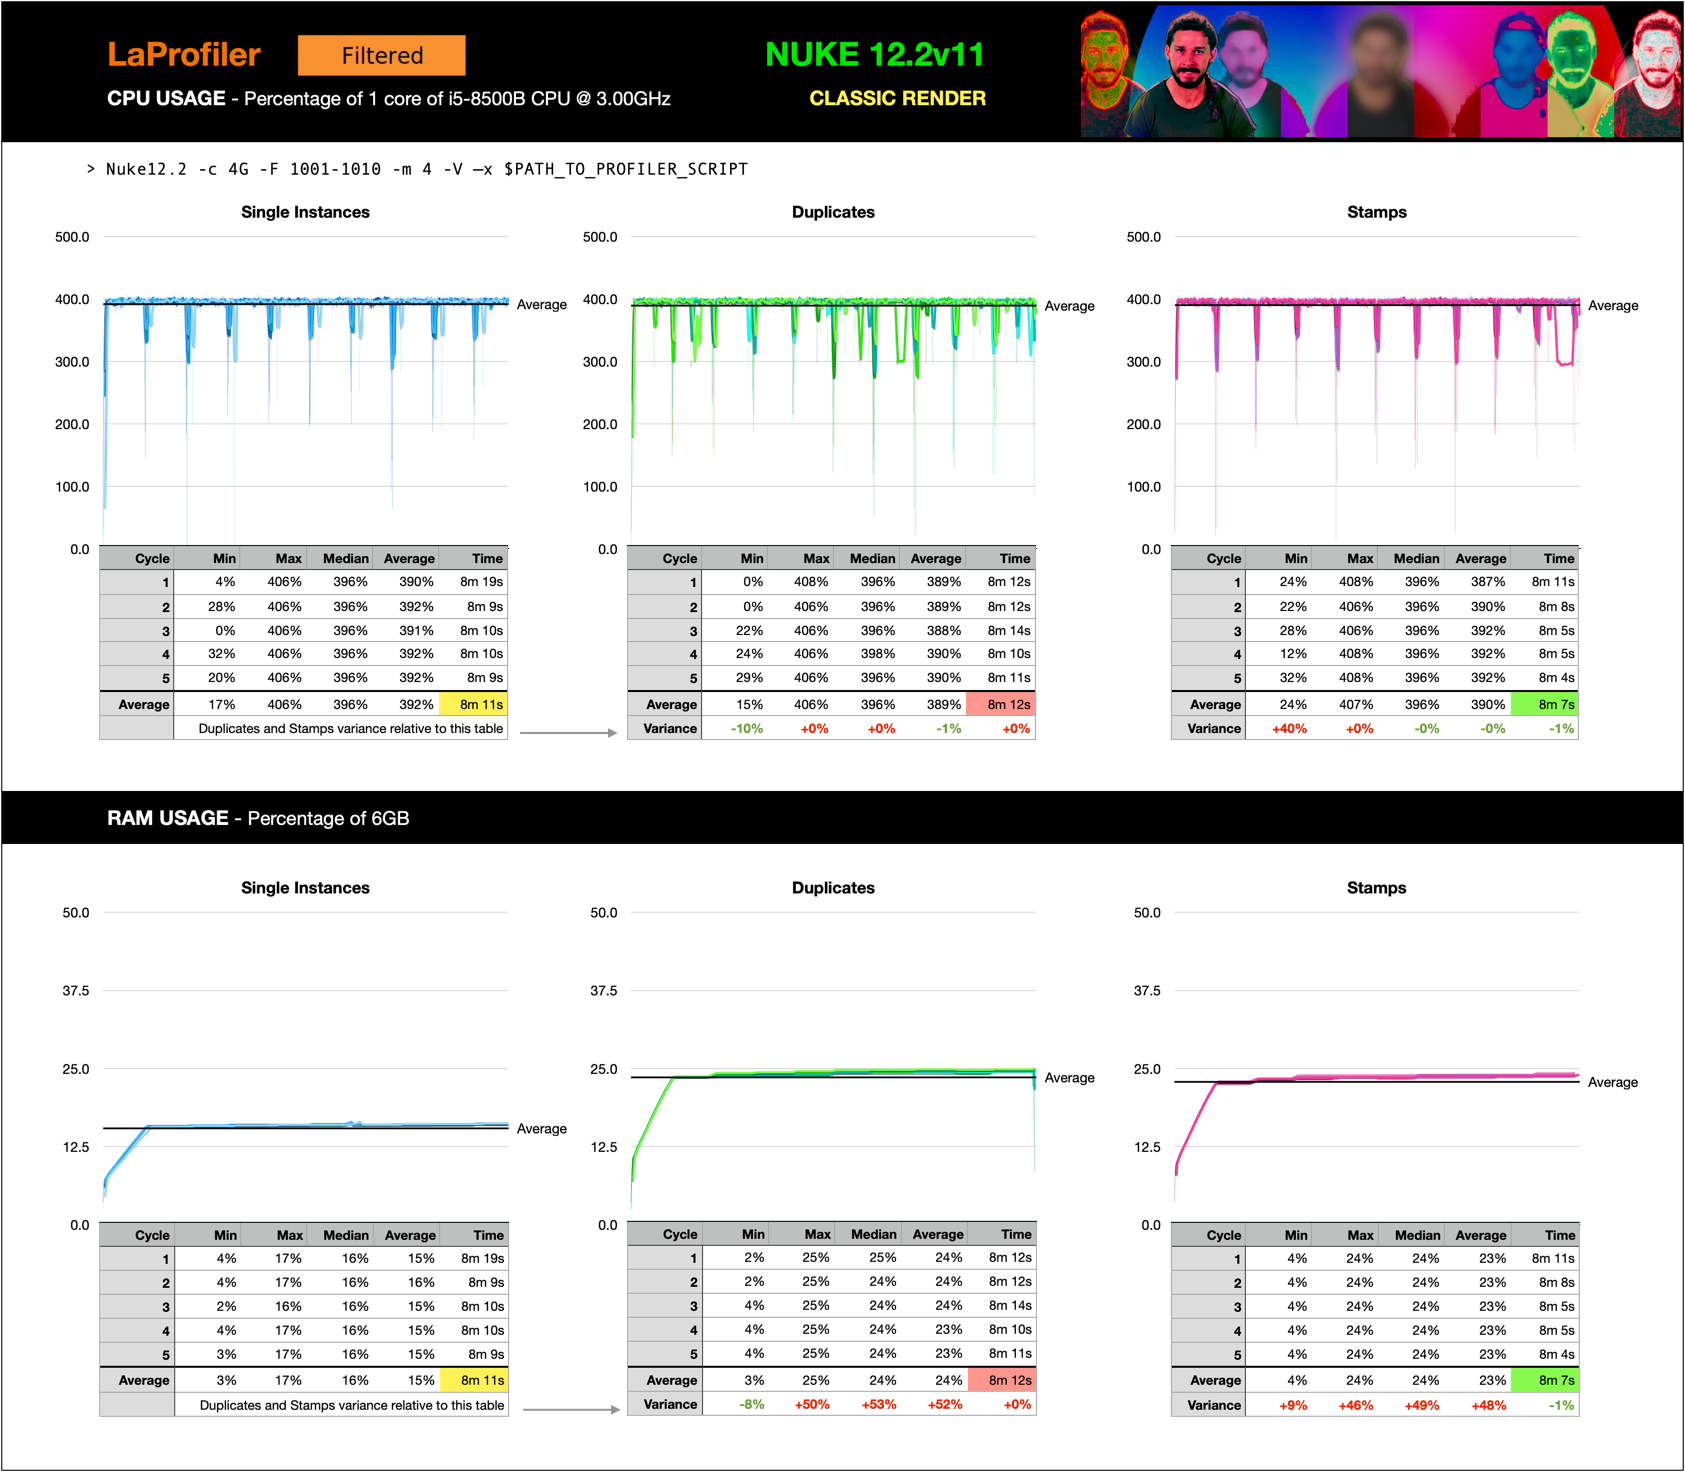 LaProfiler
Filtered
NUKE 12.2v11
CPU USAGE - Percentage of 1 core of i5-8500B CPU @ 3.00GHz
CLASSIC RENDER
> Nuke12.2 -c 4G -F 1001-1010 -m 4 -V –x $PATH_TO_PROFILER_SCRIPT
Single Instances
500.0
400.0
300.0
200.0
100.0
0.0
Average
Cycle Min Max Median Average Time
1 4% 406% 396% 390% 8m 19s
2 28% 406% 396% 392% 8m 9s
3 0% 406% 396% 391% 8m 10s
4 32% 406% 396% 392% 8m 10s
5 20% 406% 396% 392% 8m 9s
Average 17% 406% 396% 392% 8m 11s
Duplicates and Stamps variance relative to this table
Duplicates
500.0
400.0
300.0
200.0
100.0
0.0
Average
Cycle Min Max Median Average Time
1 0% 408% 396% 389% 8m 12s
2 0% 406% 396% 389% 8m 12s
3 22% 406% 396% 388% 8m 14s
4 24% 406% 398% 390% 8m 10s
5 29% 406% 396% 390% 8m 11s
Average 15% 406% 396% 389% 8m 12s
Variance -10% +0% +0% -1% +0%
Stamps
500.0
400.0
300.0
200.0
100.0
0.0
Average
Cycle Min Max Median Average Time
1 24% 408% 396% 387% 8m 11s
2 22% 406% 396% 390% 8m 8s
3 28% 406% 396% 392% 8m 5s
4 12% 408% 396% 392% 8m 5s
5 32% 408% 396% 392% 8m 4s
Average 24% 407% 396% 390% 8m 7s
Variance +40% +0% -0% -0% -1%
RAM USAGE - Percentage of 6GB
Single Instances
50.0
37.5
25.0
12.5
0.0
Average
Cycle Min Max Median Average Time
1 4% 17% 16% 15% 8m 19s
2 4% 17% 16% 16% 8m 9s
3 2% 16% 16% 15% 8m 10s
4 4% 17% 16% 15% 8m 10s
5 3% 17% 16% 15% 8m 9s
Average 3% 17% 16% 15% 8m 11s
Duplicates and Stamps variance relative to this table
Duplicates
50.0
37.5
25.0
12.5
0.0
Average
Cycle Min Max Median Average Time
1 2% 25% 25% 24% 8m 12s
2 2% 25% 24% 24% 8m 12s
3 4% 25% 24% 24% 8m 14s
4 4% 25% 24% 23% 8m 10s
5 4% 25% 24% 23% 8m 11s
Average 3% 25% 24% 24% 8m 12s
Variance -8% +50% +53% +52% +0%
Stamps
50.0
37.5
25.0
12.5
0.0
Average
Cycle Min Max Median Average Time
1 4% 24% 24% 23% 8m 11s
2 4% 24% 24% 23% 8m 8s
3 4% 24% 24% 23% 8m 5s
4 4% 24% 24% 23% 8m 5s
5 4% 24% 24% 23% 8m 4s
Average 4% 24% 24% 23% 8m 7s
Variance +9% +46% +49% +48% -1%